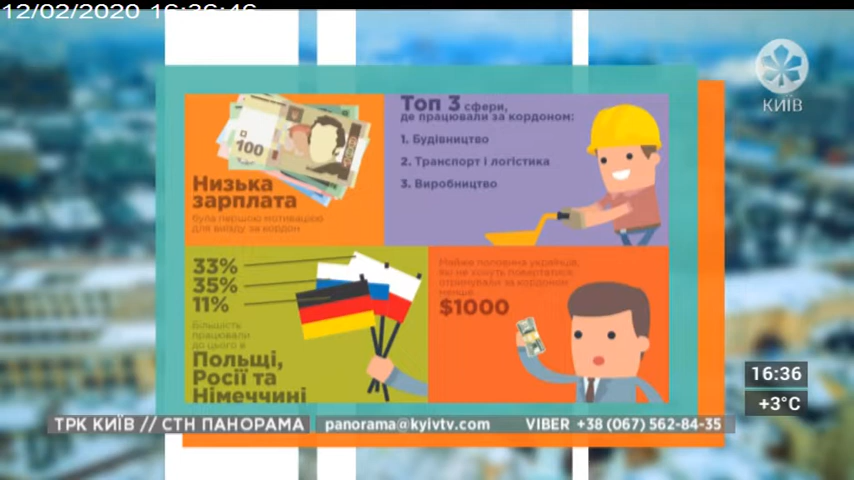 12/02/2020 16:36:46
КИЇВ
100
Низька
зарплата
була першою мотивацією
для виїзду за кордон
Топ 3 сфери,
де працювали за кордоном:
1. Будівництво
2. Транспорт і логістика
3. Виробництво
33%
35%
11%
Більшість
працювали
до цього в
Польщі,
Росії та
Німеччині
Майже половина українців,
які не хочуть повертатися
отримували за кордоном
менше
$1000
16:36
+3°C
ТРК КИЇВ // СТН ПАНОРАМА
panorama@kyivtv.com
VIBER +38 (067) 562-84-35